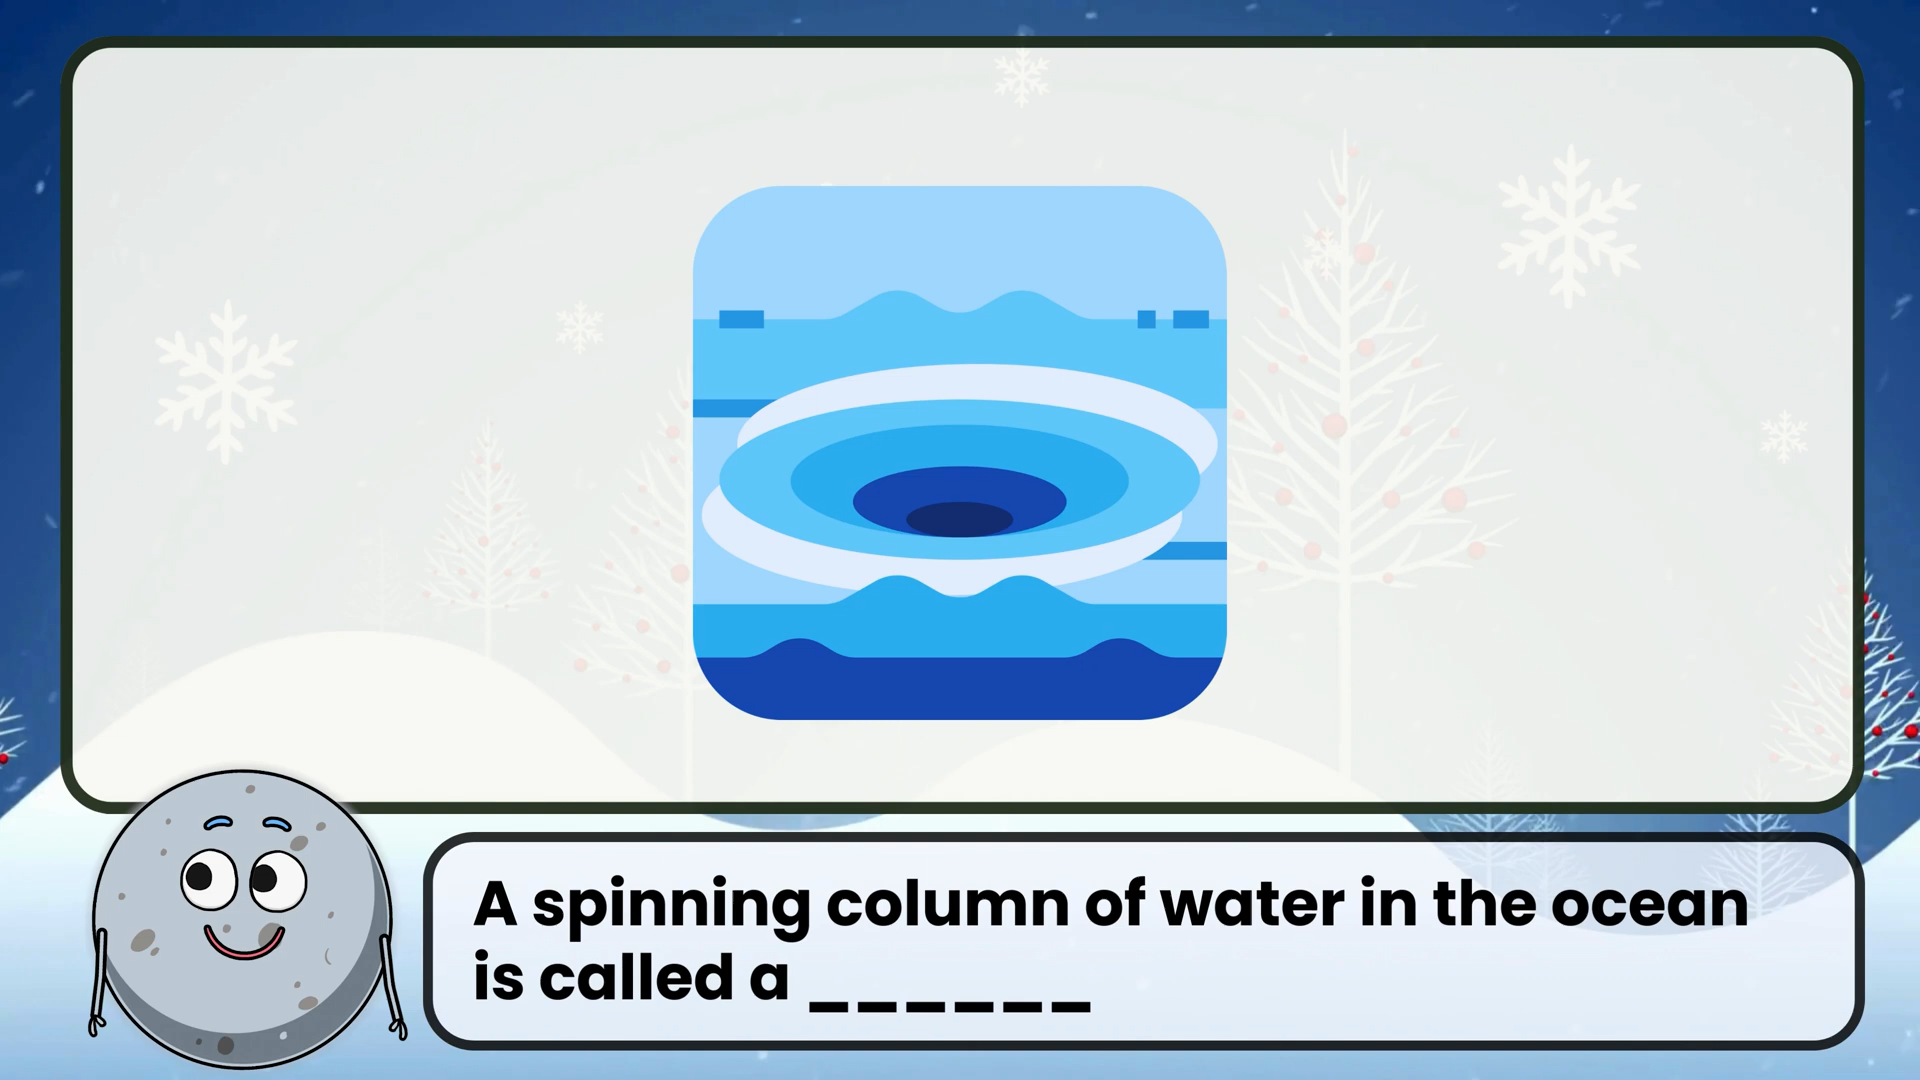 A spinning column of water in the ocean
is called a ______